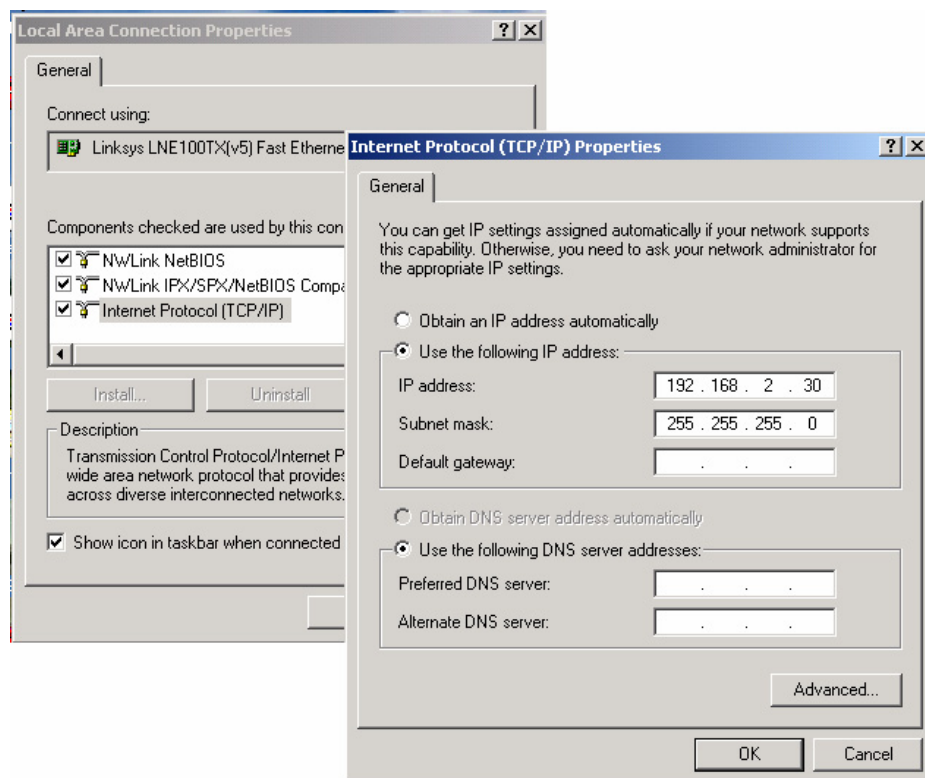 Local Area Connection Properties
General
Connect using:
Linksys LNE100TX(v5) Fast Etherne
Components checked are used by this con
NWLink NetBIOS
NWLink IPX/SPX/NetBIOS Compa
Internet Protocol (TCP/IP)
Install...
Uninstall
Description
Transmission Control Protocol/Internet P
wide area network protocol that provides
across diverse interconnected networks.
Show icon in taskbar when connected
Internet Protocol (TCP/IP) Properties
General
You can get IP settings assigned automatically if your network supports
this capability. Otherwise, you need to ask your network administrator for
the appropriate IP settings.
Obtain an IP address automatically
Use the following IP address:
IP address: 192 . 168 . 2 . 30
Subnet mask: 255 . 255 . 255 . 0
Default gateway: . . .
Obtain DNS server address automatically
Use the following DNS server addresses:
Preferred DNS server: . . .
Alternate DNS server: . . .
Advanced...
OK
Cancel